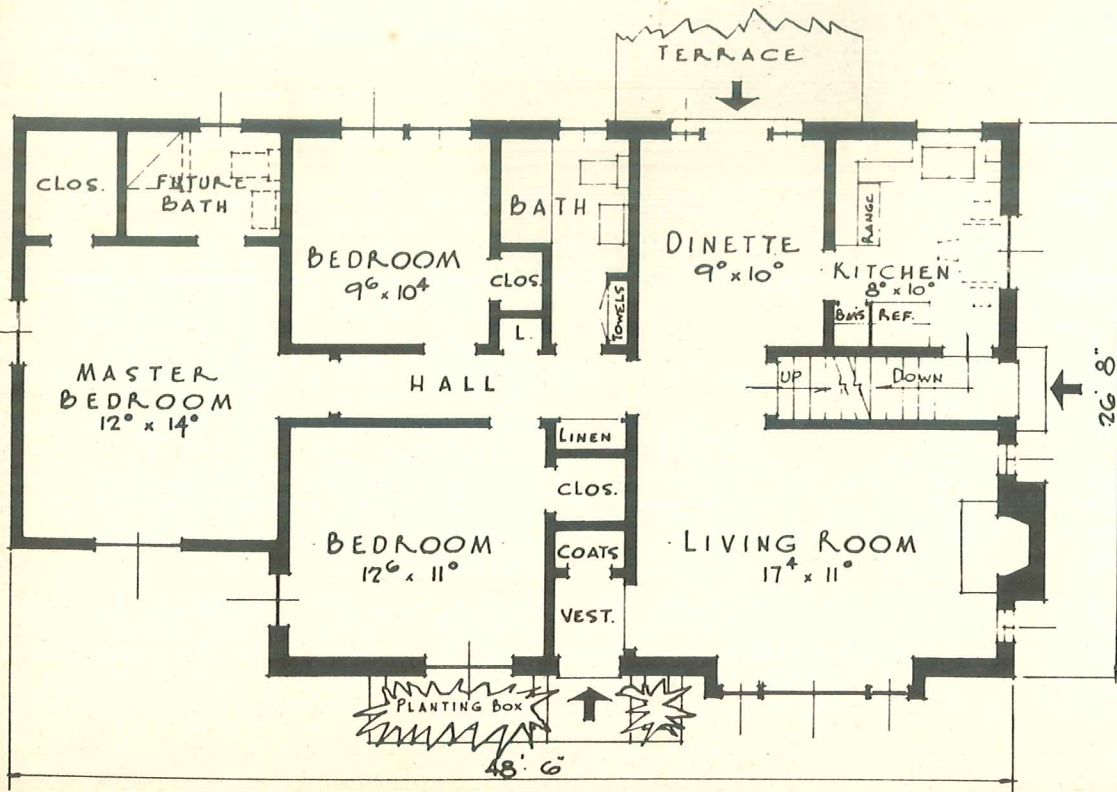 TERRACE
CLOS.
FUTURE
BATH
BEDROOM
9⁶ x 10⁴
CLOS.
L.
BATH
TOWELS
DINETTE
9⁰ x 10⁰
RANGE
KITCHEN
8⁰ x 10⁰
BMS
REF.
MASTER
BEDROOM
12⁰ x 14⁰
HALL
UP
DOWN
26' 8"
LINEN
CLOS.
COATS
VEST.
BEDROOM
12⁶ x 11⁰
LIVING ROOM
17⁴ x 11⁰
PLANTING BOX
48' 6"